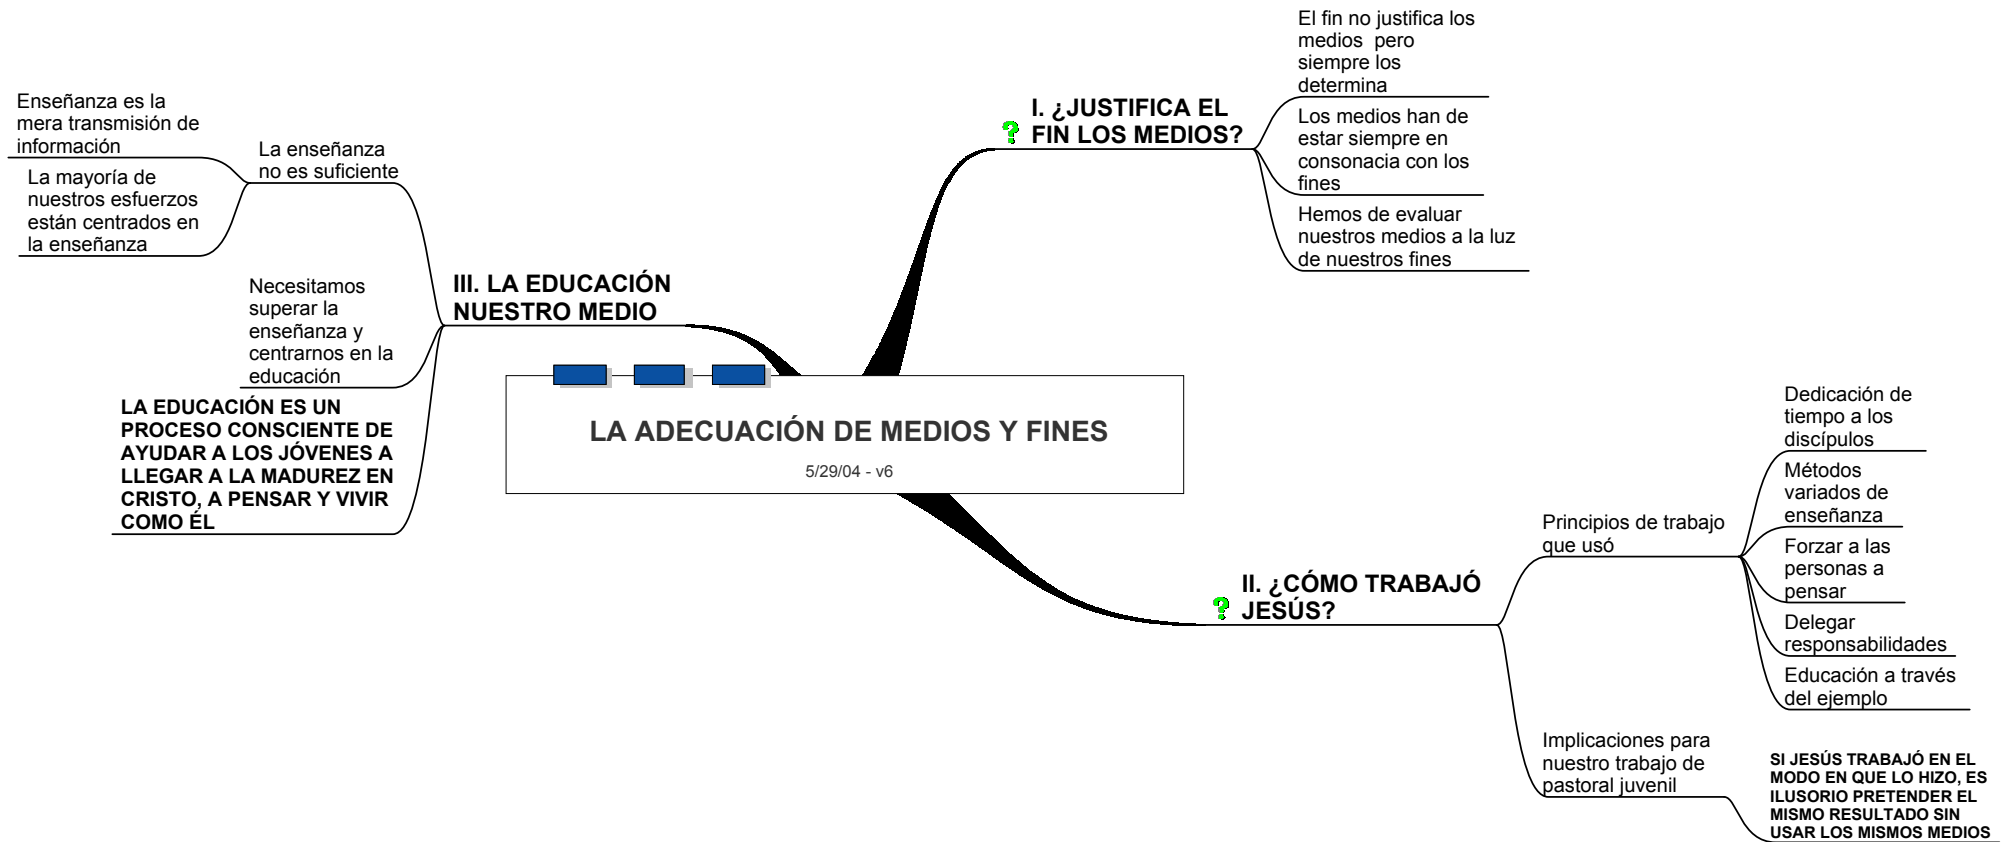 LA ADECUACIÓN DE MEDIOS Y FINES
5/29/04 - v6
I. ¿JUSTIFICA EL
FIN LOS MEDIOS?
El fin no justifica los
medios  pero
siempre los
determina
Los medios han de
estar siempre en
consonacia con los
fines
Hemos de evaluar
nuestros medios a la luz
de nuestros fines
II. ¿CÓMO TRABAJÓ
JESÚS?
Principios de trabajo
que usó
Dedicación de
tiempo a los
discípulos
Métodos
variados de
enseñanza
Forzar a las
personas a
pensar
Delegar
responsabilidades
Educación a través
del ejemplo
Implicaciones para
nuestro trabajo de
pastoral juvenil
SI JESÚS TRABAJÓ EN EL
MODO EN QUE LO HIZO, ES
ILUSORIO PRETENDER EL
MISMO RESULTADO SIN
USAR LOS MISMOS MEDIOS
III. LA EDUCACIÓN
NUESTRO MEDIO
La enseñanza
no es suficiente
Enseñanza es la
mera transmisión de
información
La mayoría de
nuestros esfuerzos
están centrados en
la enseñanza
Necesitamos
superar la
enseñanza y
centrarnos en la
educación
LA EDUCACIÓN ES UN
PROCESO CONSCIENTE DE
AYUDAR A LOS JÓVENES A
LLEGAR A LA MADUREZ EN
CRISTO, A PENSAR Y VIVIR
COMO ÉL